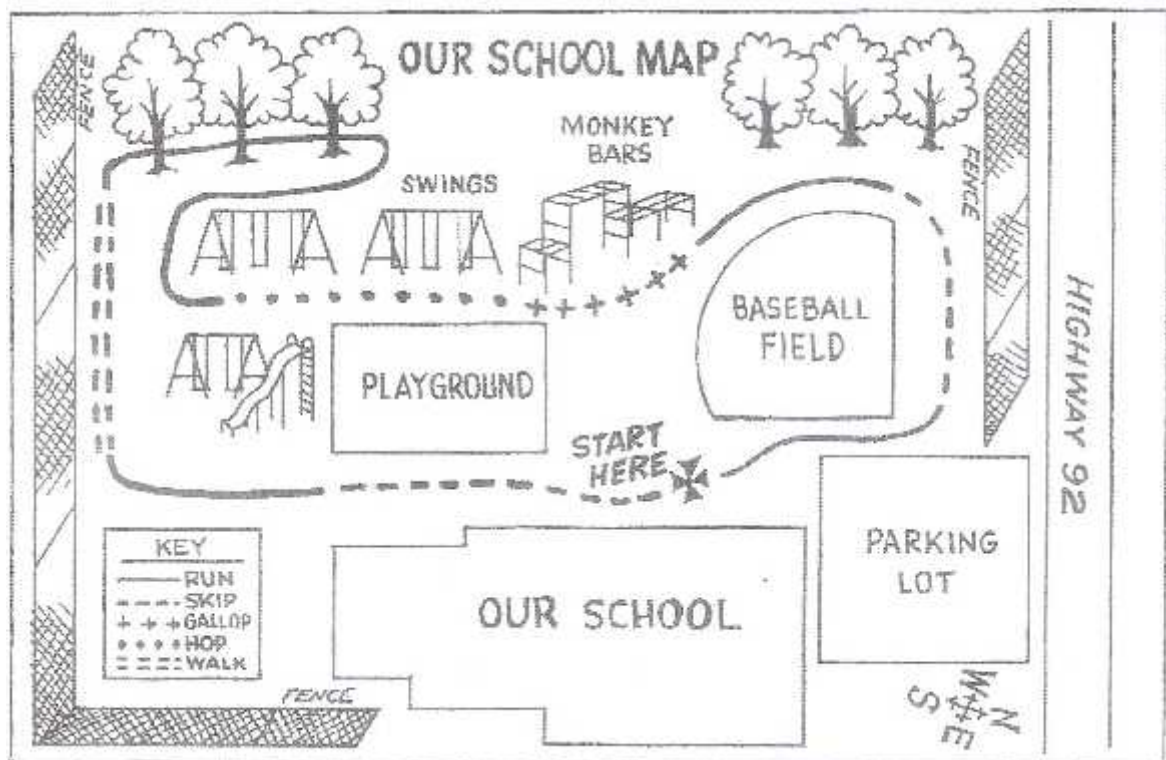 OUR SCHOOL MAP
FENCE
MONKEY
BARS
SWINGS
FENCE
BASEBALL
FIELD
HIGHWAY 92
PLAYGROUND
START
HERE
KEY
RUN
SKIP
GALLOP
HOP
WALK
OUR SCHOOL
PARKING
LOT
FENCE
N
W
S
E